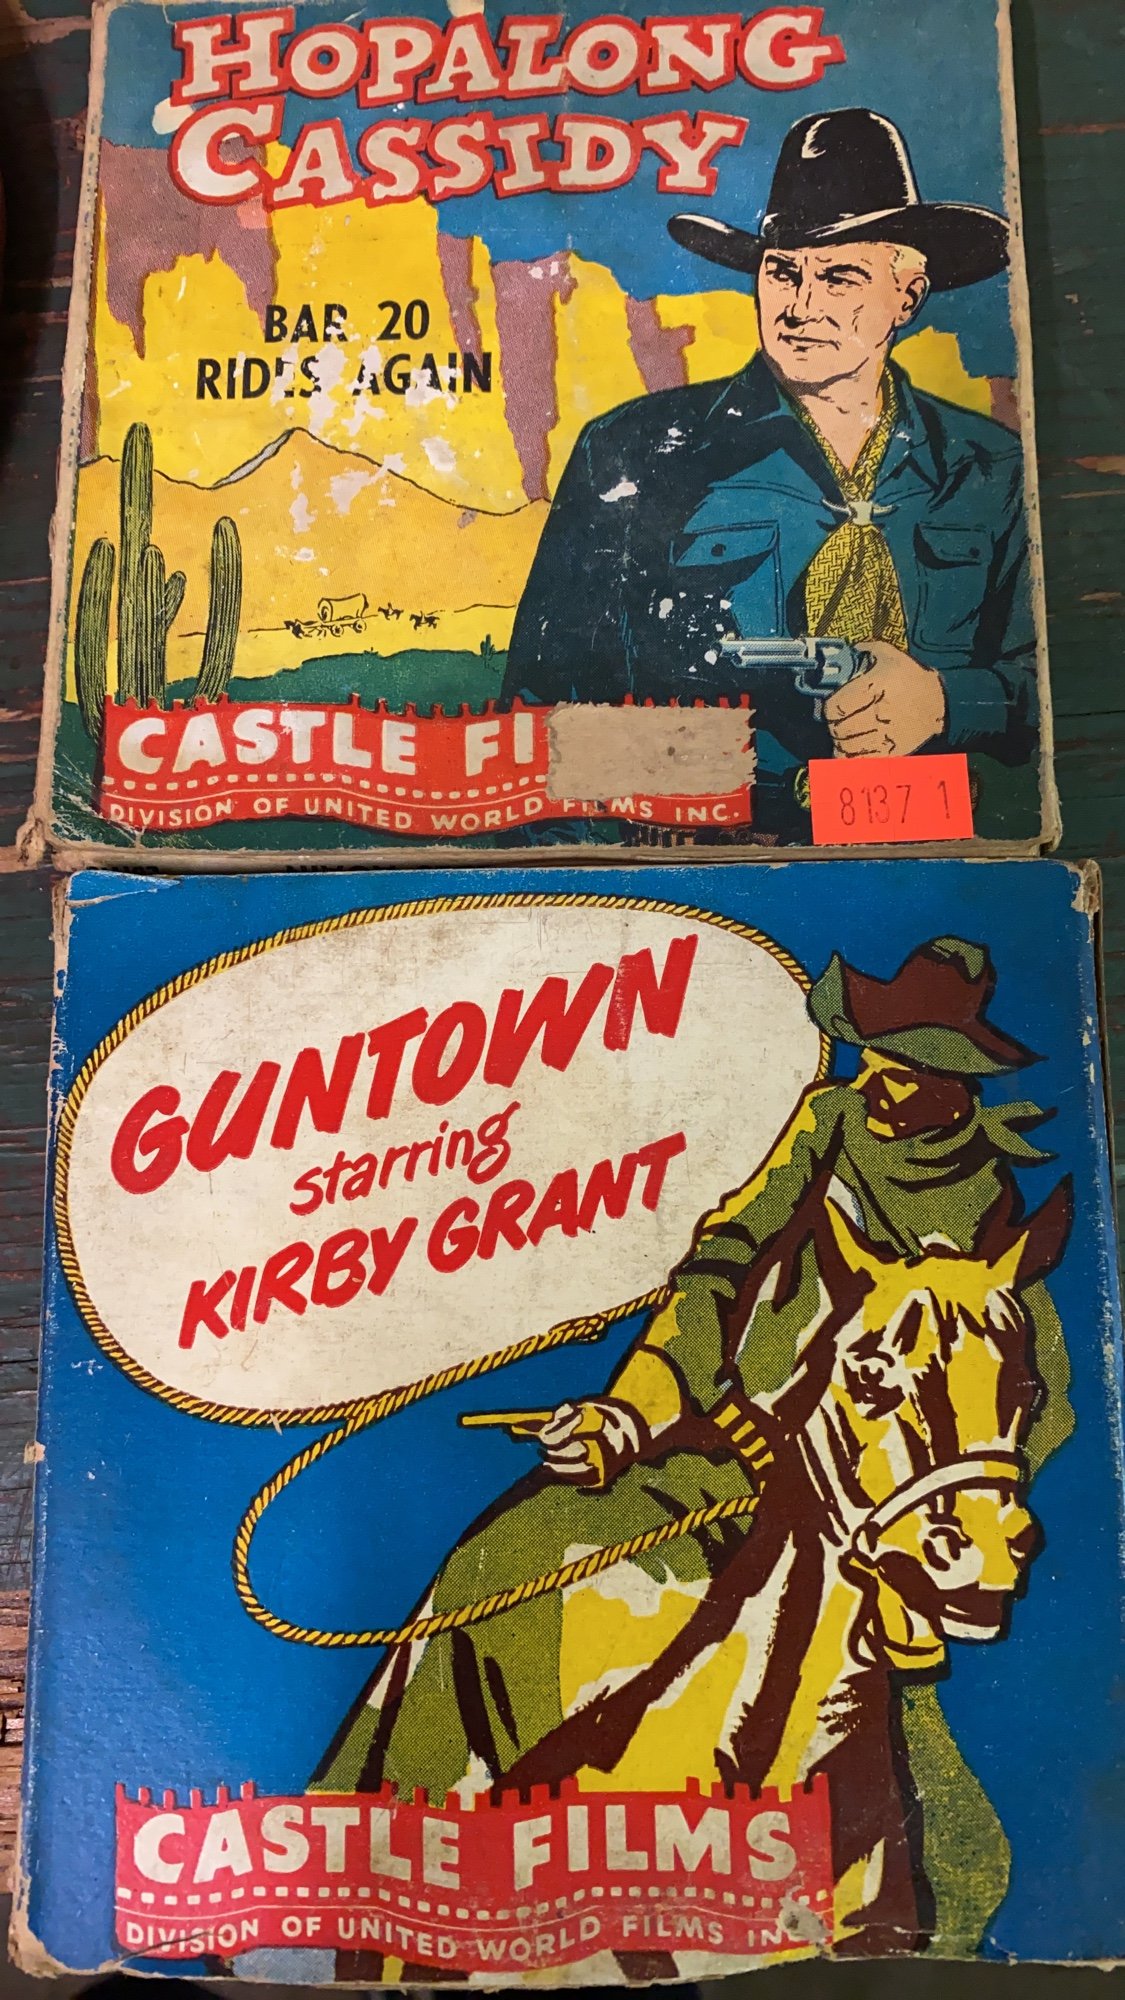 HOPALONG
CASSIDY
BAR 20
RIDES AGAIN
CASTLE FI
DIVISION OF UNITED WORLD FILMS INC.
8137 1
GUNTOWN
starring
KIRBY GRANT
CASTLE FILMS
DIVISION OF UNITED WORLD FILMS INC